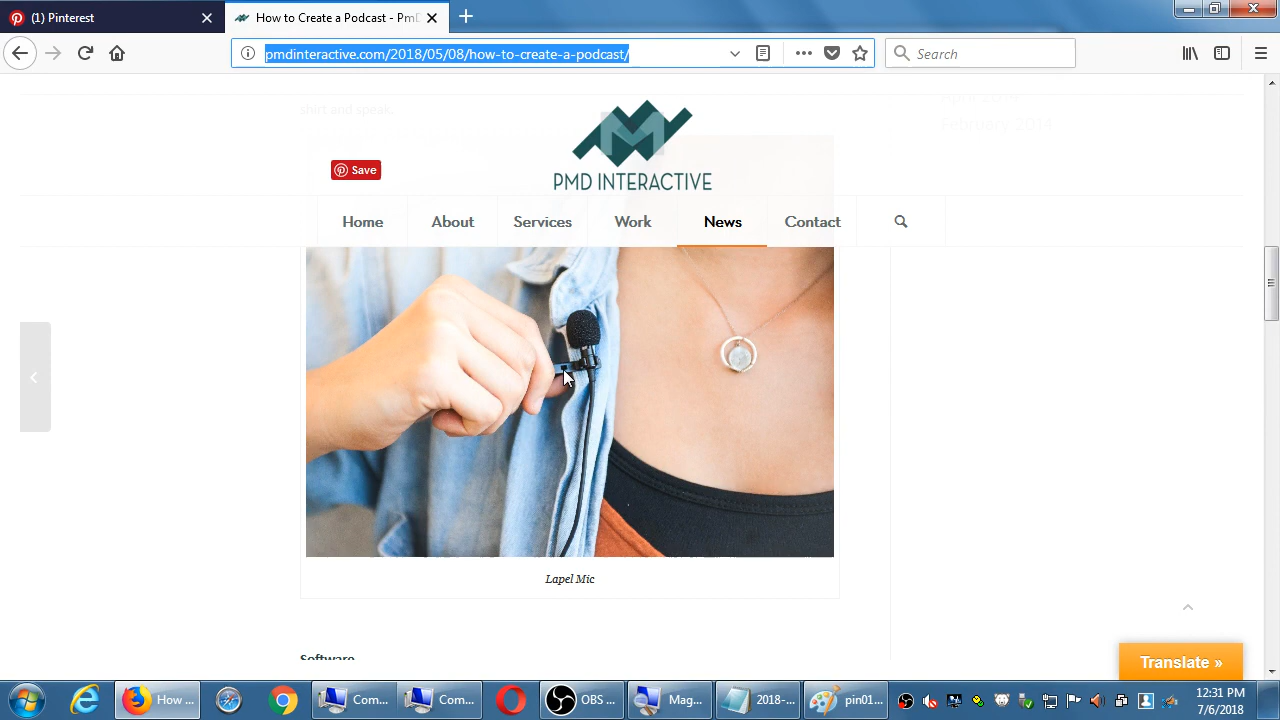 (1) Pinterest
How to Create a Podcast - PmD
pmdinteractive.com/2018/05/08/how-to-create-a-podcast/
Search
shirt and speak.
February 2014
Save
PMD INTERACTIVE
Home About Services Work News Contact
Lapel Mic
Software
Translate »
How ...
Com...
Com...
OBS ...
Mag...
2018-...
pin01...
12:31 PM
7/6/2018